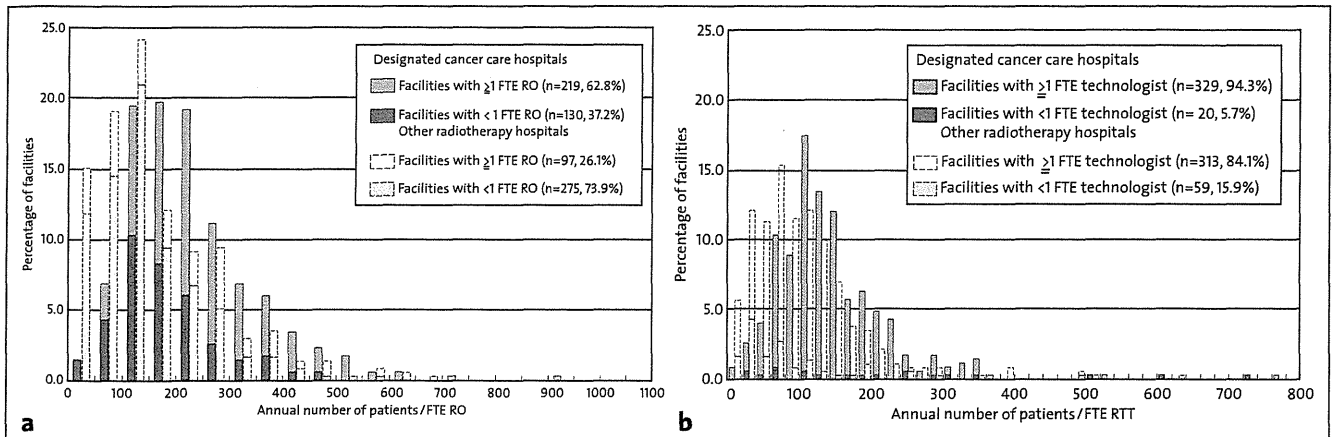 25.0
20.0
15.0
10.0
5.0
0.0
Percentage of facilities
Designated cancer care hospitals
Facilities with ≥1 FTE RO (n=219, 62.8%)
Facilities with <1 FTE RO (n=130, 37.2%)
Other radiotherapy hospitals
Facilities with ≥1 FTE RO (n=97, 26.1%)
Facilities with <1 FTE RO (n=275, 73.9%)
0 100 200 300 400 500 600 700 800 900 1000 1100
Annual number of patients/FTE RO
a
25.0
20.0
15.0
10.0
5.0
0.0
Percentage of facilities
Designated cancer care hospitals
Facilities with ≥1 FTE technologist (n=329, 94.3%)
Facilities with <1 FTE technologist (n= 20, 5.7%)
Other radiotherapy hospitals
Facilities with ≥1 FTE technologist (n=313, 84.1%)
Facilities with <1 FTE technologist (n=59, 15.9%)
0 100 200 300 400 500 600 700 800
Annual number of patients/FTE RTT
b